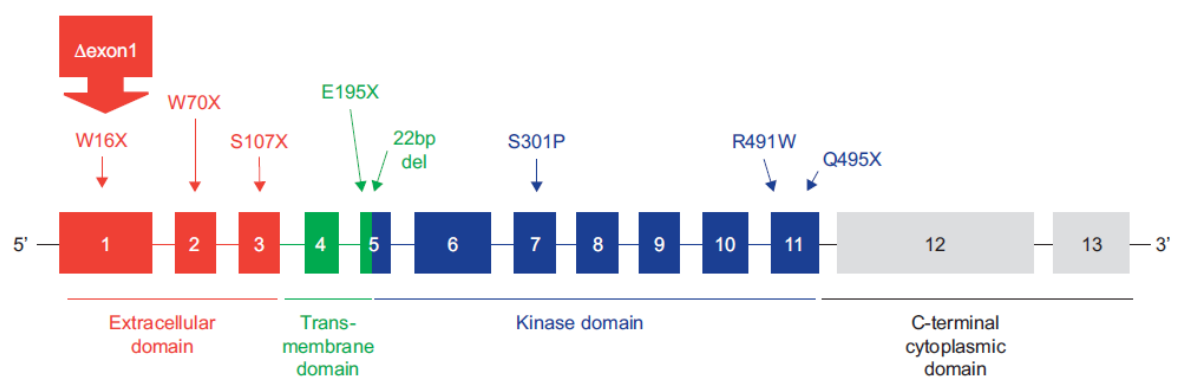 Δexon1
W16X
W70X
S107X
E195X
22bp
del
S301P
R491W
Q495X
5’
1
2
3
4
5
6
7
8
9
10
11
12
13
3’
Extracellular
domain
Trans-
membrane
domain
Kinase domain
C-terminal
cytoplasmic
domain